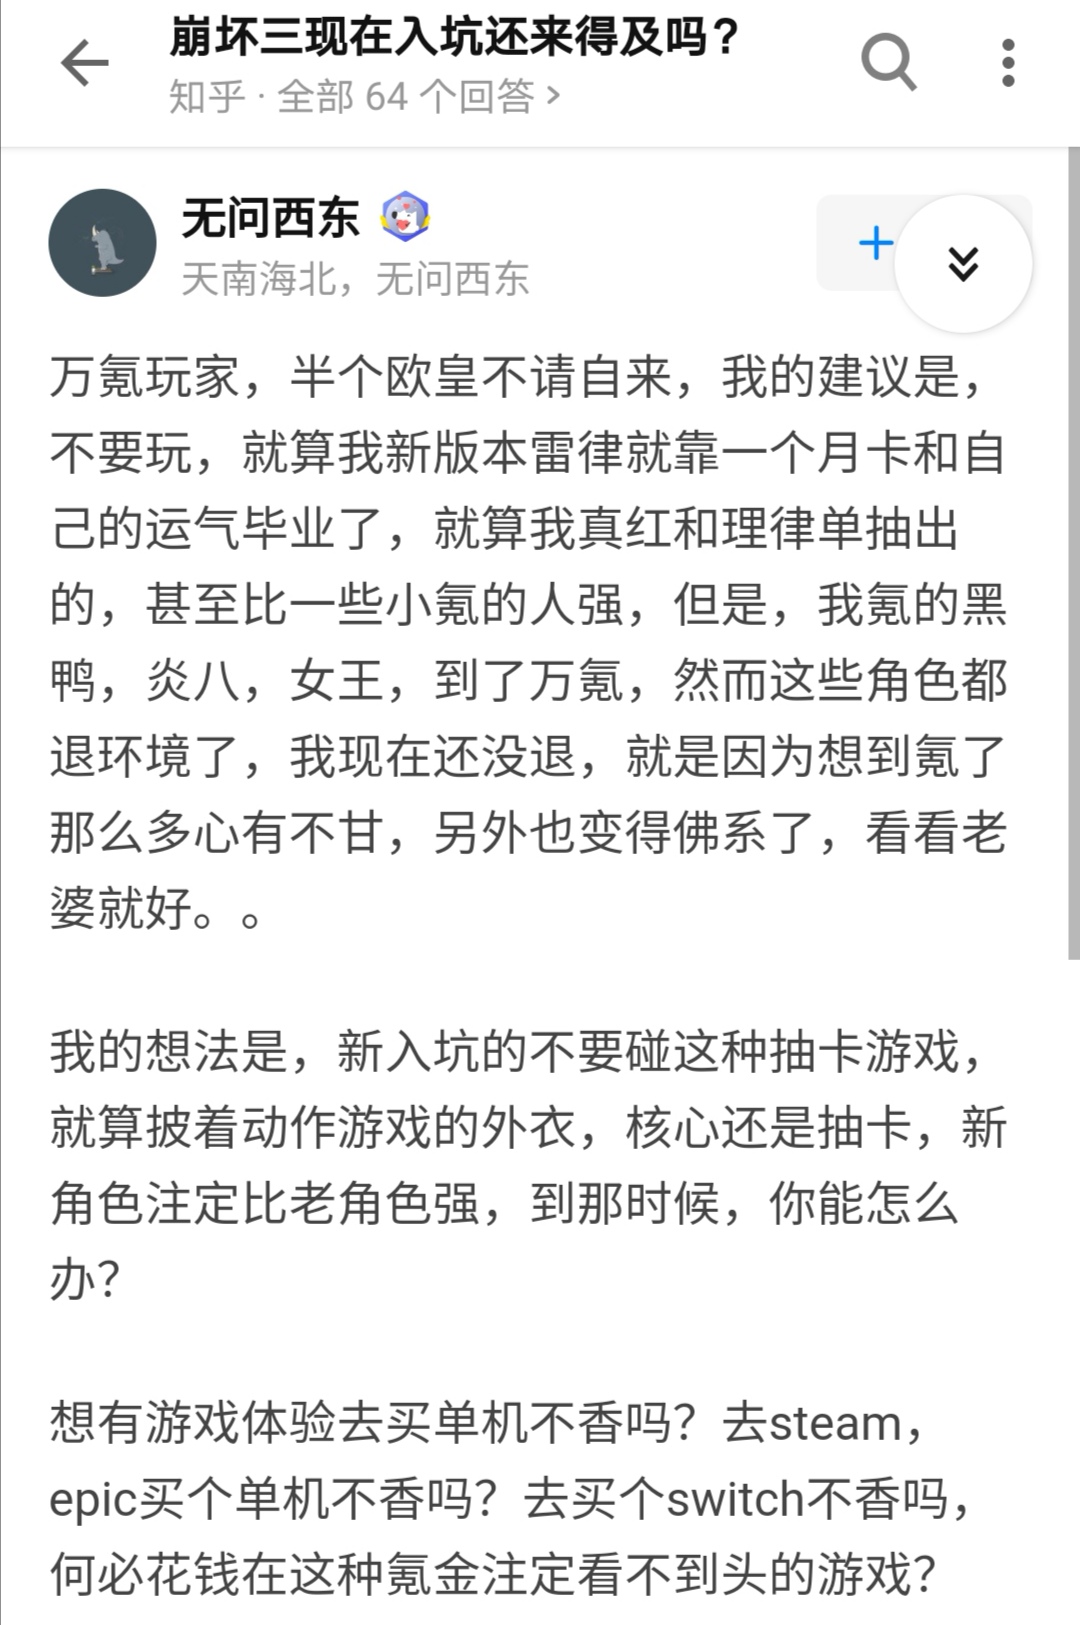 崩坏三现在入坑还来得及吗？
知乎 · 全部 64 个回答 >
无问西东
天南海北，无问西东
万氪玩家，半个欧皇不请自来，我的建议是，
不要玩，就算我新版本雷律就靠一个月卡和自
己的运气毕业了，就算我真红和理律单抽出
的，甚至比一些小氪的人强，但是，我氪的黑
鸭，炎八，女王，到了万氪，然而这些角色都
退环境了，我现在还没退，就是因为想到氪了
那么多心有不甘，另外也变得佛系了，看看老
婆就好。。
我的想法是，新入坑的不要碰这种抽卡游戏，
就算披着动作游戏的外衣，核心还是抽卡，新
角色注定比老角色强，到那时候，你能怎么
办？
想有游戏体验去买单机不香吗？去steam，
epic买个单机不香吗？去买个switch不香吗，
何必花钱在这种氪金注定看不到头的游戏？